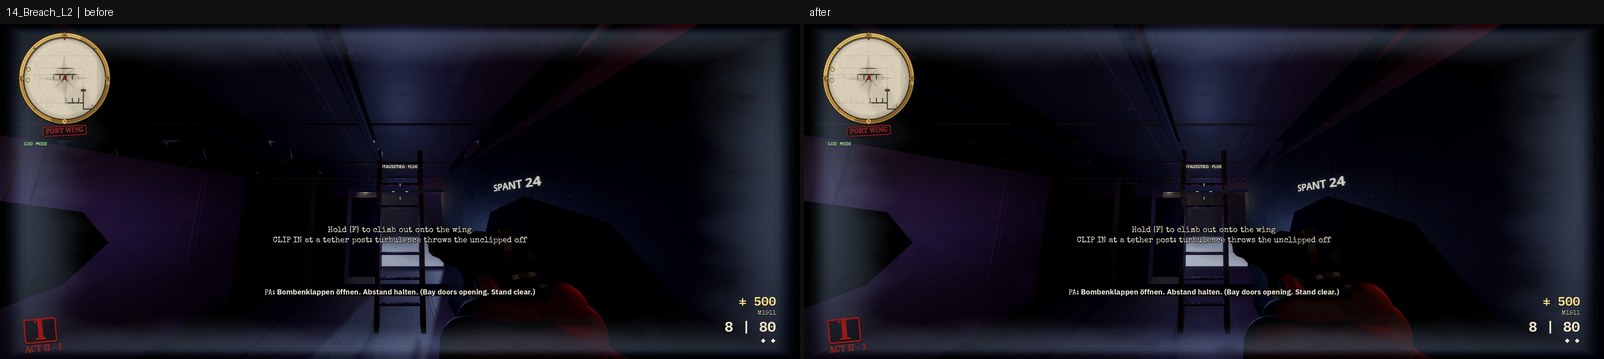 14_Breach_L2 | before
after
PORT WING
GOD MODE
SPANT 24
Hold [F] to climb out onto the wing
CLIP IN at a tether post: turbulence throws the unclipped off
PA: Bombenklappen öffnen. Abstand halten. (Bay doors opening. Stand clear.)
500
M1911
8 | 80
1
ACT II - 1
PORT WING
GOD MODE
SPANT 24
Hold [F] to climb out onto the wing
CLIP IN at a tether post: turbulence throws the unclipped off
PA: Bombenklappen öffnen. Abstand halten. (Bay doors opening. Stand clear.)
500
M1911
8 | 80
1
ACT II - 1